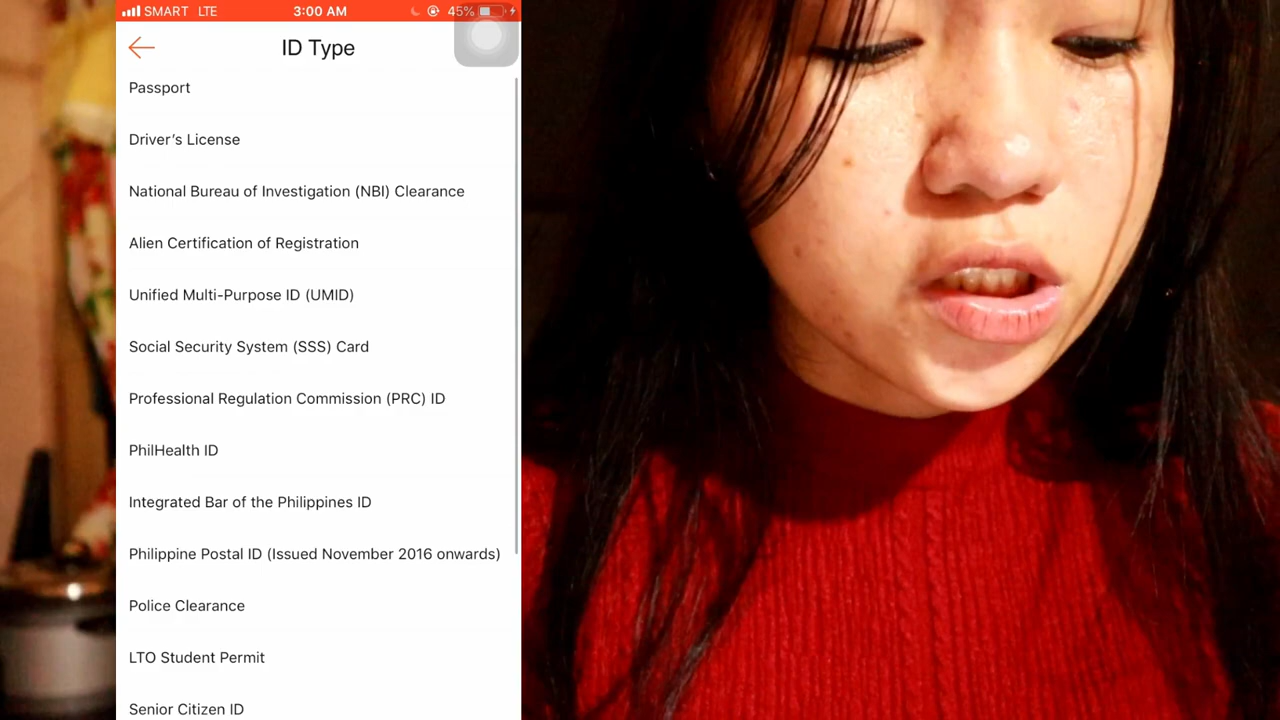 SMART LTE 3:00 AM 45%
ID Type
Passport
Driver’s License
National Bureau of Investigation (NBI) Clearance
Alien Certification of Registration
Unified Multi-Purpose ID (UMID)
Social Security System (SSS) Card
Professional Regulation Commission (PRC) ID
PhilHealth ID
Integrated Bar of the Philippines ID
Philippine Postal ID (Issued November 2016 onwards)
Police Clearance
LTO Student Permit
Senior Citizen ID